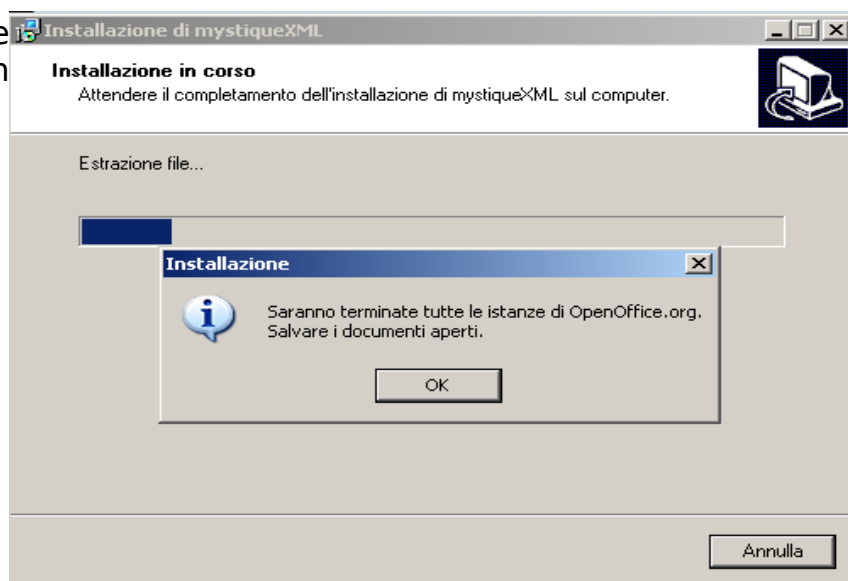 e
n
Installazione di mystiqueXML
Installazione in corso
Attendere il completamento dell'installazione di mystiqueXML sul computer.
Estrazione file...
Installazione
Saranno terminate tutte le istanze di OpenOffice.org.
Salvare i documenti aperti.
OK
Annulla